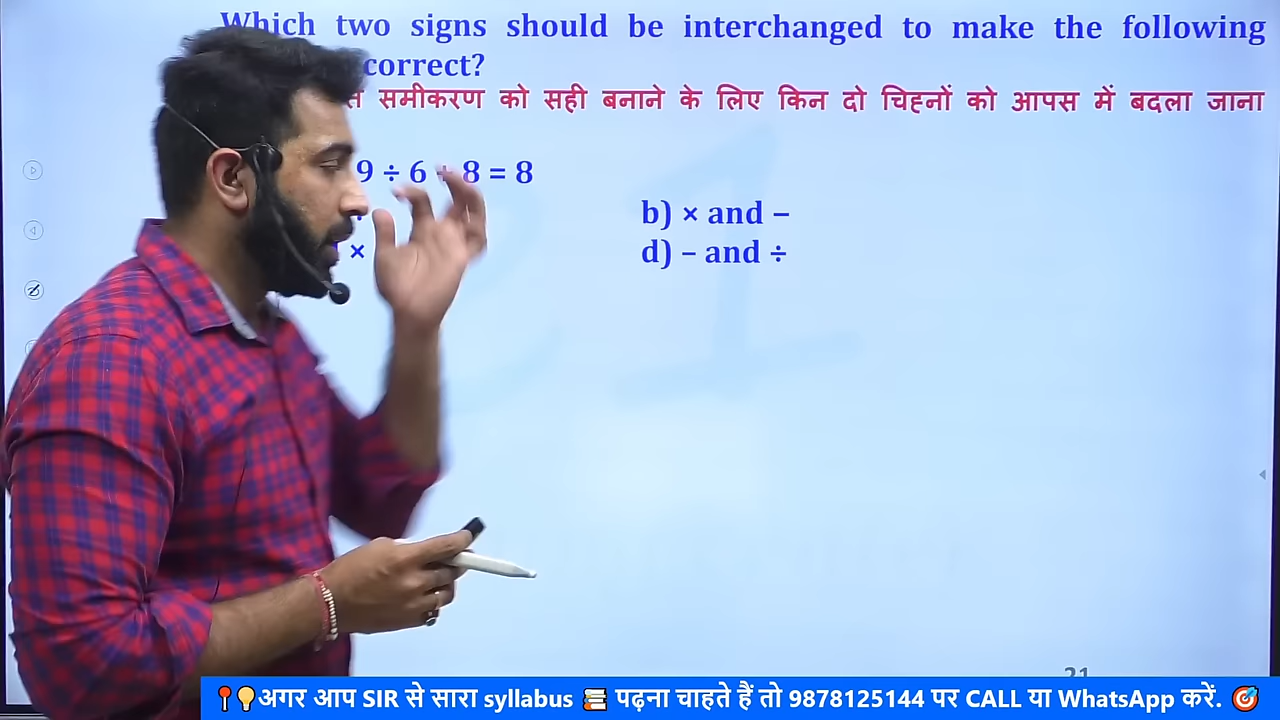 Which two signs should be interchanged to make the following
correct?
समीकरण को सही बनाने के लिए किन दो चिह्नों को आपस में बदला जाना
9 ÷ 6 + 8 = 8
b) × and −
×
d) – and ÷
21
अगर आप SIR से सारा syllabus पढ़ना चाहते हैं तो 9878125144 पर CALL या WhatsApp करें.